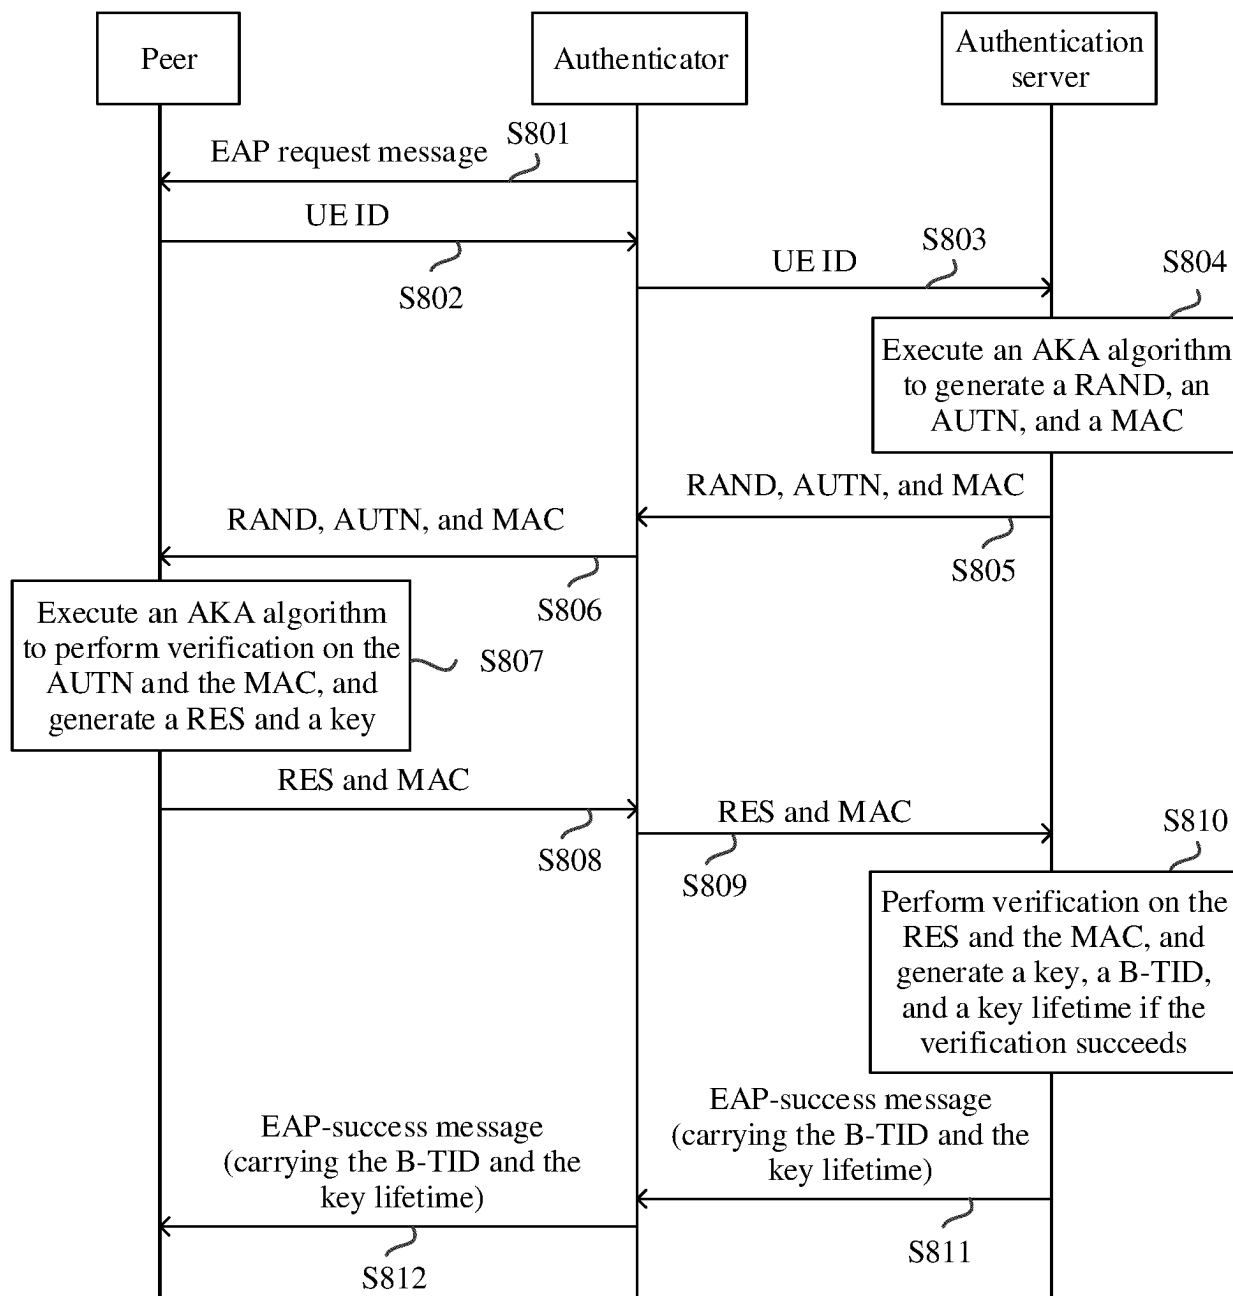 Peer
Authenticator
Authentication
server
S801
EAP request message
UE ID
S802
S803
UE ID
S804
Execute an AKA algorithm
to generate a RAND, an
AUTN, and a MAC
RAND, AUTN, and MAC
S805
RAND, AUTN, and MAC
S806
Execute an AKA algorithm
to perform verification on the
AUTN and the MAC, and
generate a RES and a key
S807
RES and MAC
S808
RES and MAC
S809
S810
Perform verification on the
RES and the MAC, and
generate a key, a B-TID,
and a key lifetime if the
verification succeeds
EAP-success message
(carrying the B-TID and the
key lifetime)
S811
EAP-success message
(carrying the B-TID and the
key lifetime)
S812